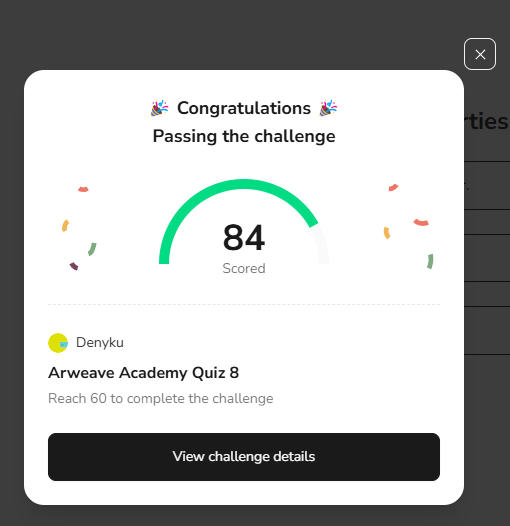 🎉 Congratulations 🎉
Passing the challenge
84
Scored
Denyku
Arweave Academy Quiz 8
Reach 60 to complete the challenge
View challenge details